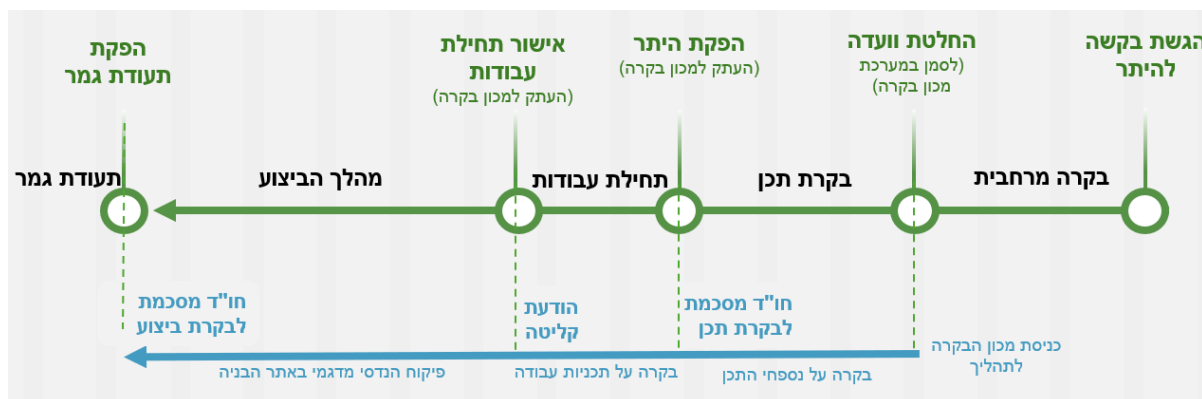 הגשת בקשה
להיתר
החלטת וועדה
(לסמן במערכת
מכון בקרה)
הפקת היתר
(העתק למכון בקרה)
אישור תחילת
עבודות
(העתק למכון בקרה)
הפקת
תעודת גמר
בקרה מרחבית
בקרת תכן
תחילת עבודות
מהלך הביצוע
תעודת גמר
כניסת מכון הבקרה
לתהליך
חו"ד מסכמת
לבקרת תכן
הודעת
קליטה
חו"ד מסכמת
לבקרת ביצוע
בקרה על נספחי התכן
בקרה על תכניות עבודה
פיקוח הנדסי מדגמי באתר הבניה